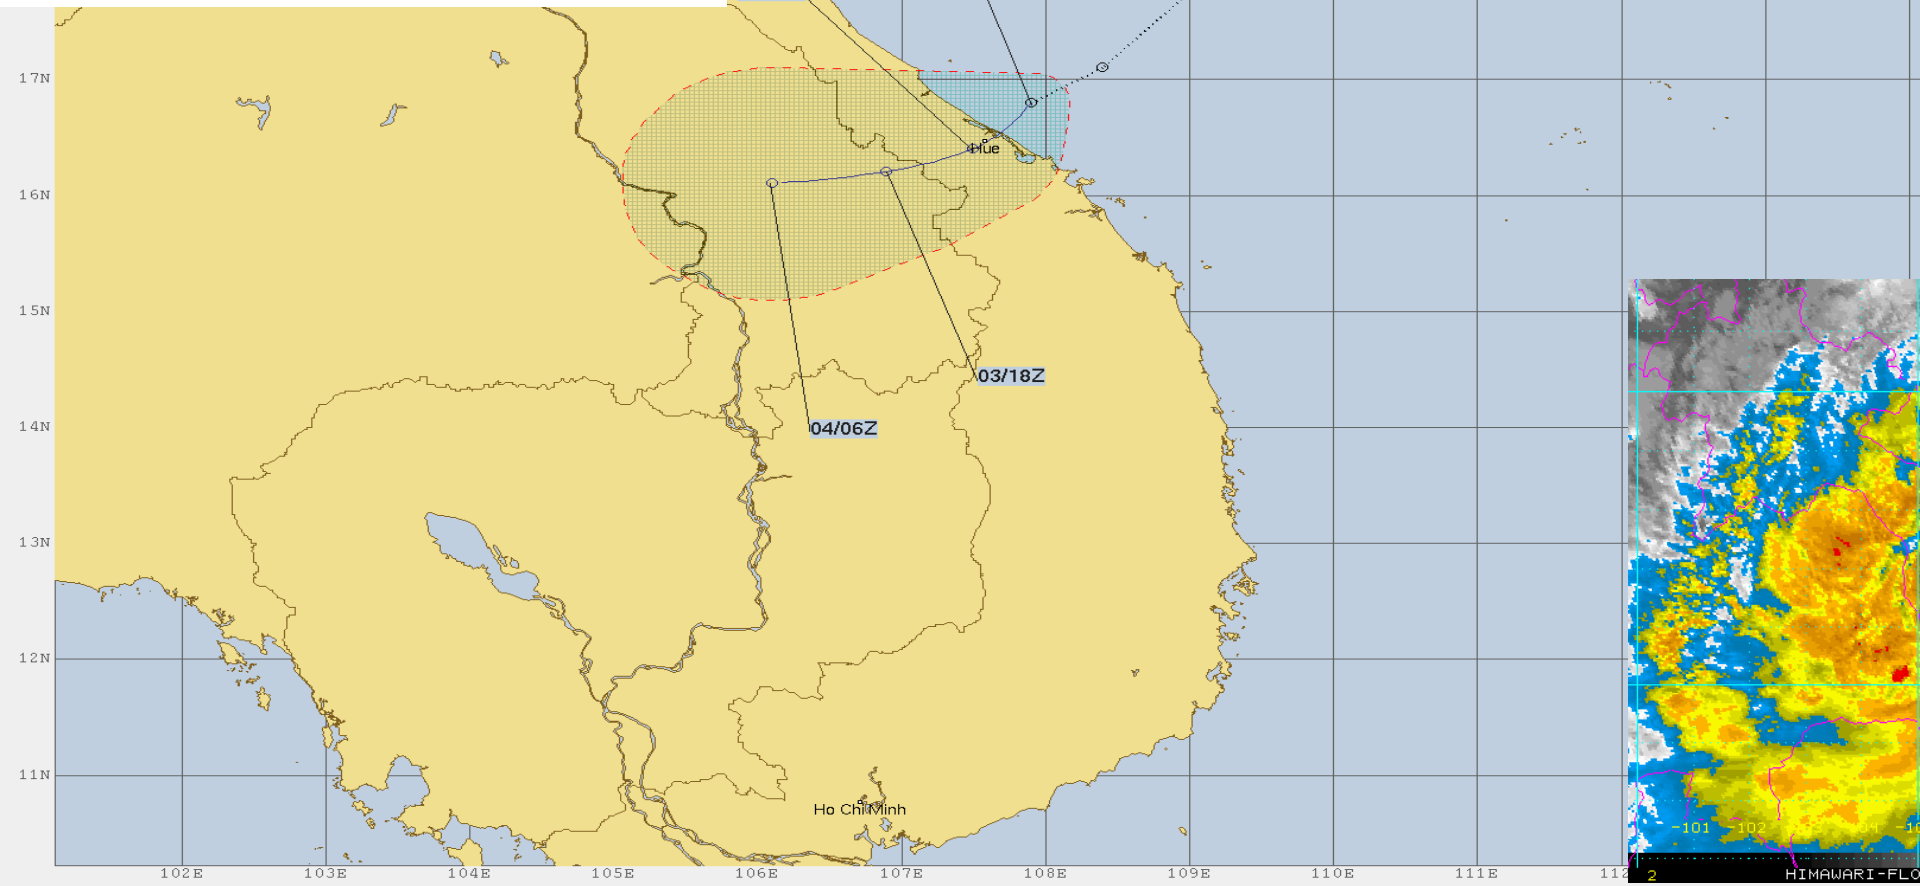 17N
Hue
16N
15N
03/18Z
04/06Z
14N
13N
12N
11N
Ho Chi Minh
-101 -102
102E 103E 104E 105E 106E 107E 108E 109E 110E 111E
2 HIMAWARI-FLO